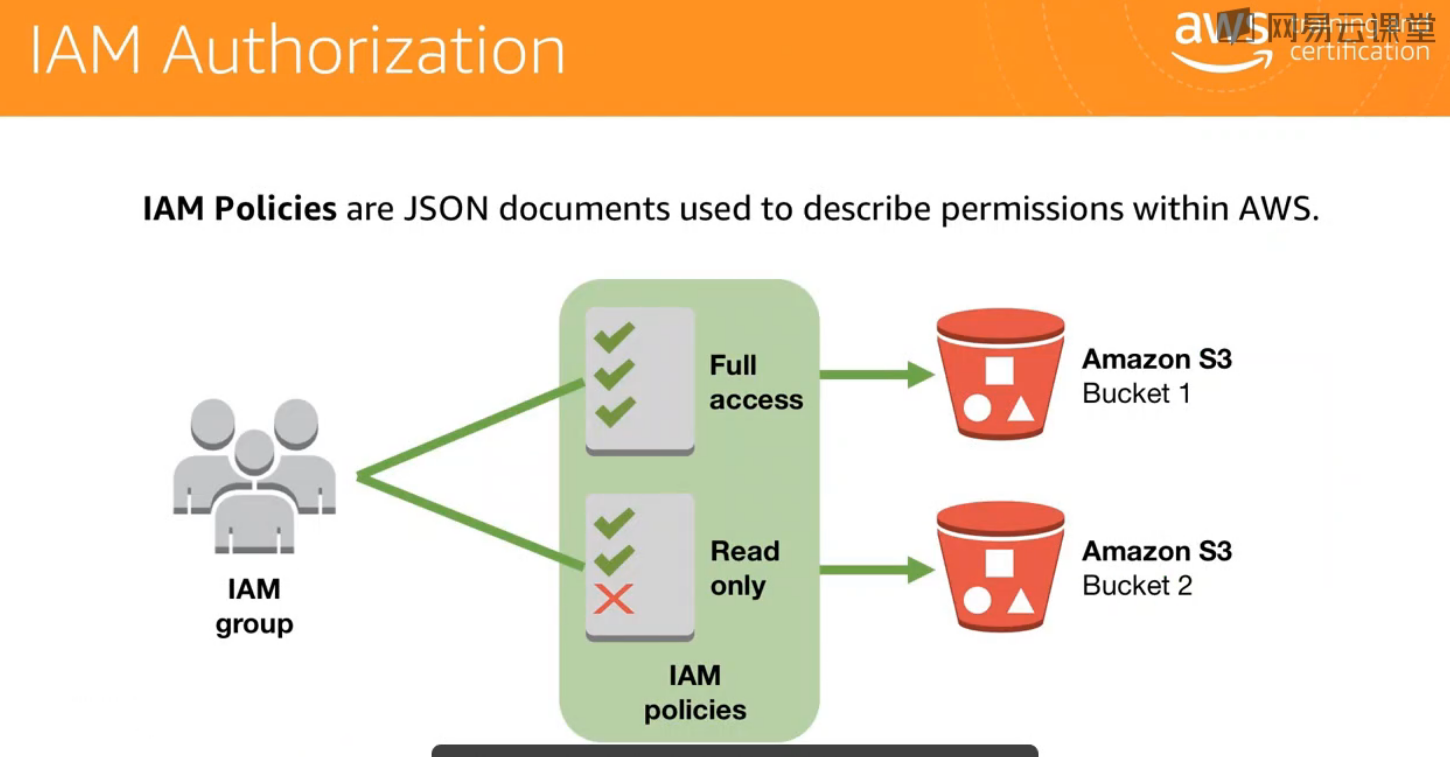 IAM Authorization
aws training and
certification
网易云课堂
IAM Policies are JSON documents used to describe permissions within AWS.
Full
access
Amazon S3
Bucket 1
IAM
group
Read
only
Amazon S3
Bucket 2
IAM
policies